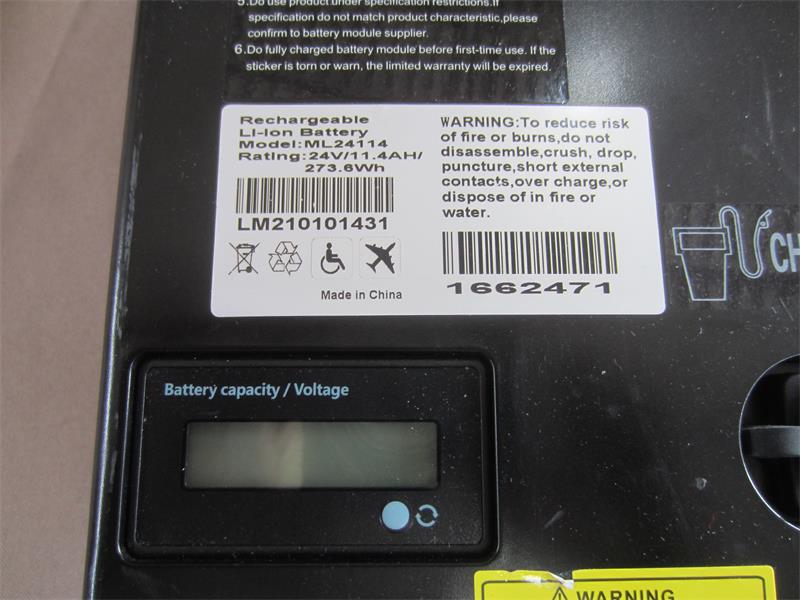 5.Do use product.under specification restrictions.If
specification do not match product characteristic,please
confirm to battery module supplier.
6.Do fully charged battery module before first-time use. If the
sticker is torn or warn, the limited warranty will be expired.
Rechargeable
LI-Ion Battery
Model:ML24114
Rating:24V/11.4AH/
273.6Wh
LM210101431
Made in China
WARNING:To reduce risk
of fire or burns,do not
disassemble,crush, drop,
puncture,short external
contacts,over charge,or
dispose of in fire or
water.
1662471
CH
Battery capacity / Voltage
WARNING